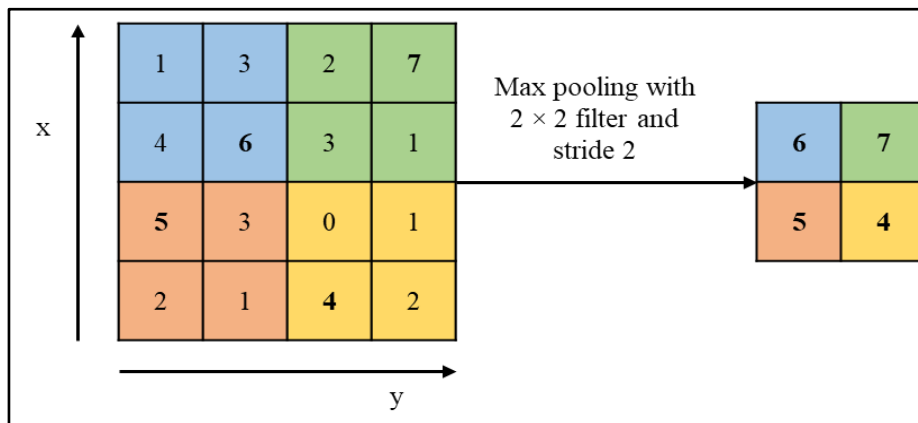 1 3 2 7
Max pooling with
2 × 2 filter and
stride 2
x
4 6 3 1
6 7
5 3 0 1
5 4
2 1 4 2
y